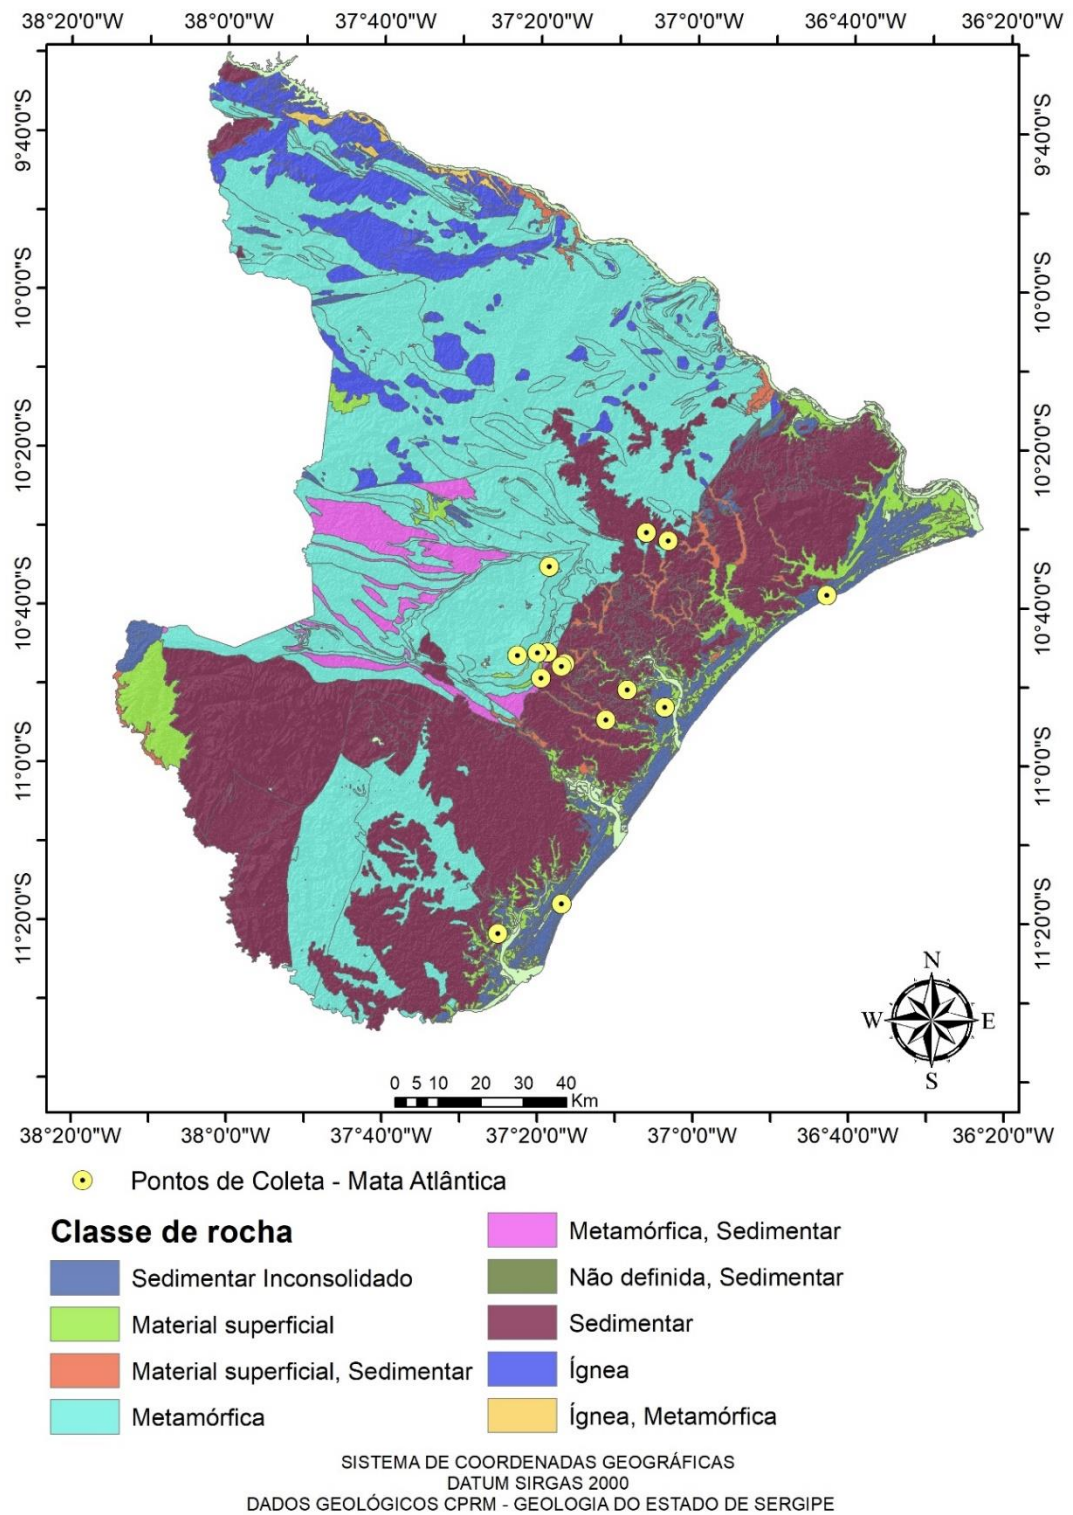 38°20'0"W 38°0'0"W 37°40'0"W 37°20'0"W 37°0'0"W 36°40'0"W 36°20'0"W
9°40'0"S 9°40'0"S
10°0'0"S 10°0'0"S
10°20'0"S 10°20'0"S
10°40'0"S 10°40'0"S
11°0'0"S 11°0'0"S
11°20'0"S 11°20'0"S
N
W E
S
0 5 10 20 30 40
Km
38°20'0"W 38°0'0"W 37°40'0"W 37°20'0"W 37°0'0"W 36°40'0"W 36°20'0"W
Pontos de Coleta - Mata Atlântica
Classe de rocha
Sedimentar Inconsolidado
Material superficial
Material superficial, Sedimentar
Metamórfica
Metamórfica, Sedimentar
Não definida, Sedimentar
Sedimentar
Ígnea
Ígnea, Metamórfica
SISTEMA DE COORDENADAS GEOGRÁFICAS
DATUM SIRGAS 2000
DADOS GEOLÓGICOS CPRM - GEOLOGIA DO ESTADO DE SERGIPE